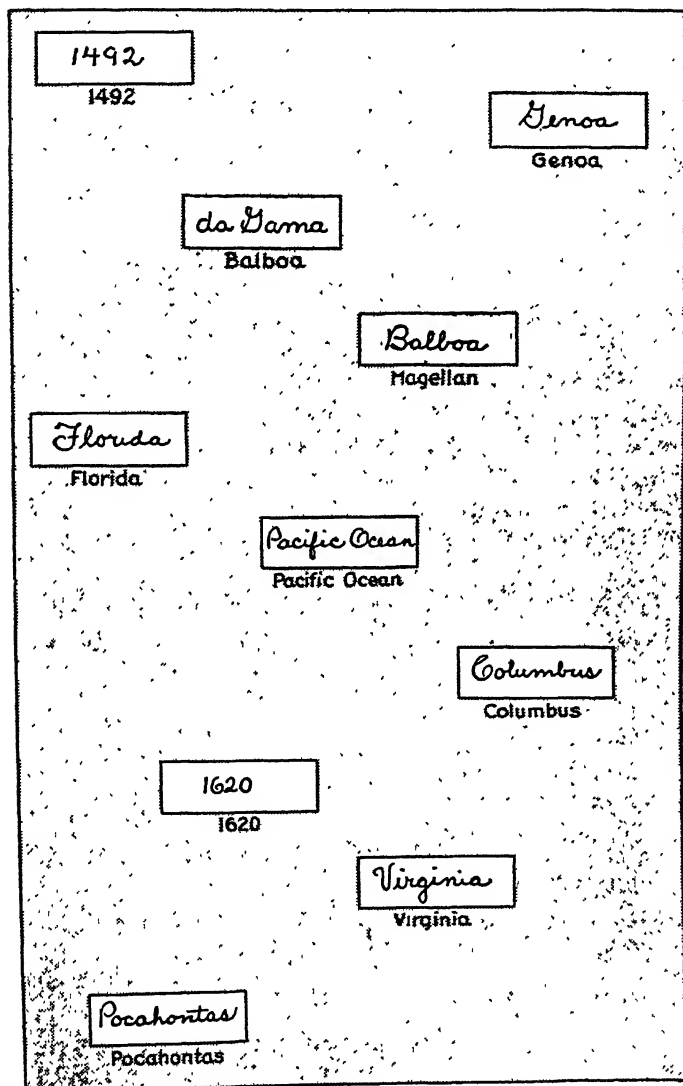 1492
1492
Genoa
Genoa
da Gama
Balboa
Balboa
Magellan
Florida
Florida
Pacific Ocean
Pacific Ocean
Columbus
Columbus
1620
1620
Virginia
Virginia
Pocahontas
Pocahontas